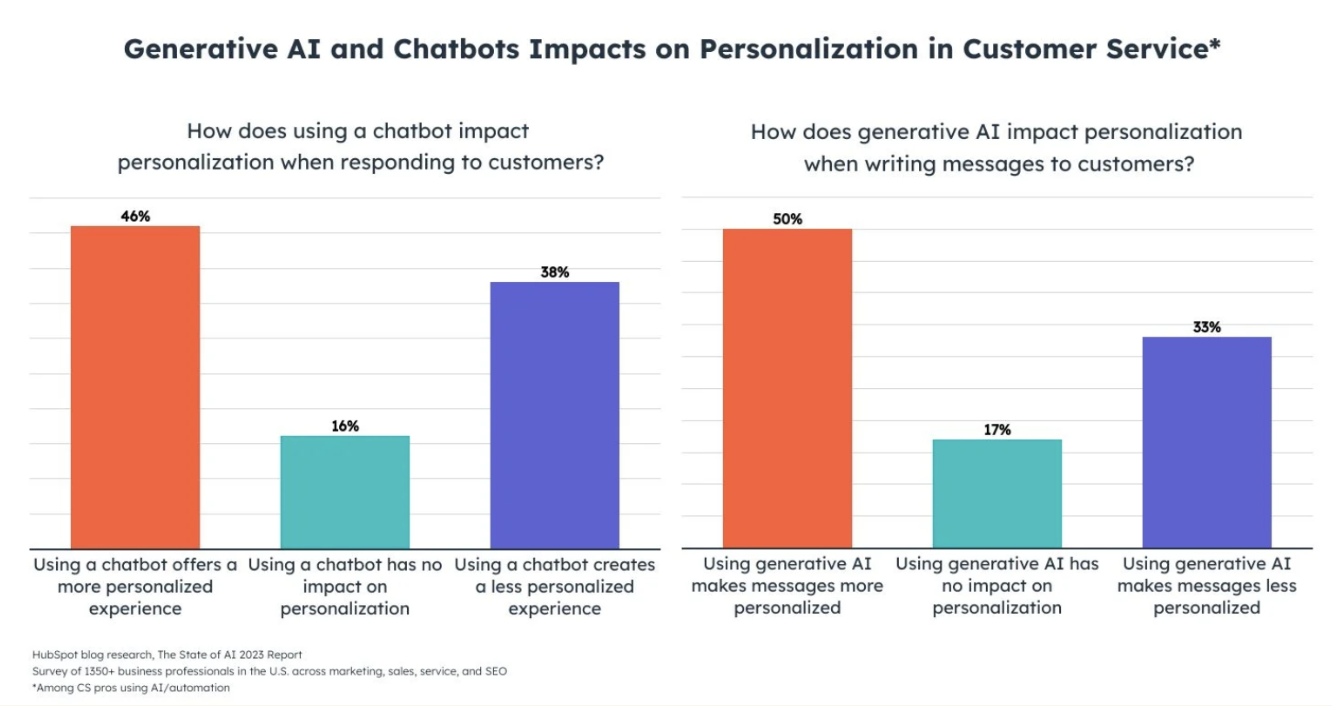 Generative AI and Chatbots Impacts on Personalization in Customer Service*
How does using a chatbot impact
personalization when responding to customers?
46%
16%
38%
Using a chatbot offers a
more personalized
experience
Using a chatbot has no
impact on
personalization
Using a chatbot creates
a less personalized
experience
How does generative AI impact personalization
when writing messages to customers?
50%
17%
33%
Using generative AI
makes messages more
personalized
Using generative AI has
no impact on
personalization
Using generative AI
makes messages less
personalized
HubSpot blog research, The State of AI 2023 Report
Survey of 1350+ business professionals in the U.S. across marketing, sales, service, and SEO
*Among CS pros using AI/automation